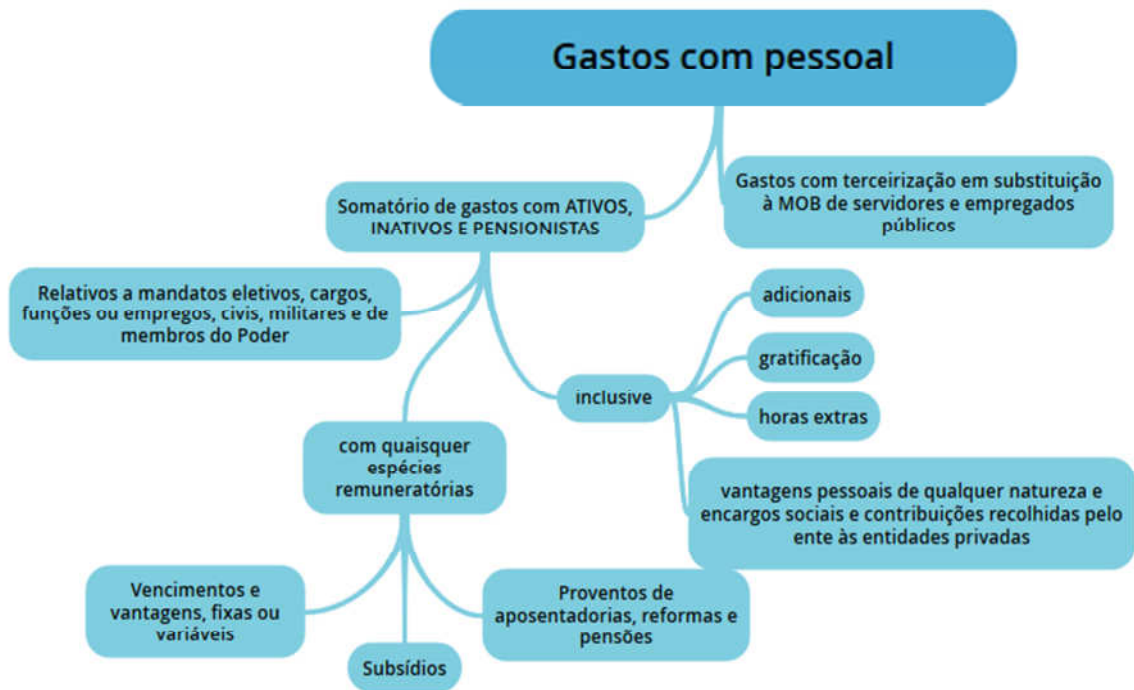 Gastos com pessoal
Gastos com terceirização em substituição
à MOB de servidores e empregados
públicos
Somatório de gastos com ATIVOS,
INATIVOS E PENSIONISTAS
Relativos a mandatos eletivos, cargos,
funções ou empregos, civis, militares e de
membros do Poder
adicionais
gratificação
inclusive
horas extras
com quaisquer
espécies
remuneratórias
vantagens pessoais de qualquer natureza e
encargos sociais e contribuições recolhidas pelo
ente às entidades privadas
Vencimentos e
vantagens, fixas ou
variáveis
Proventos de
aposentadorias, reformas e
pensões
Subsídios